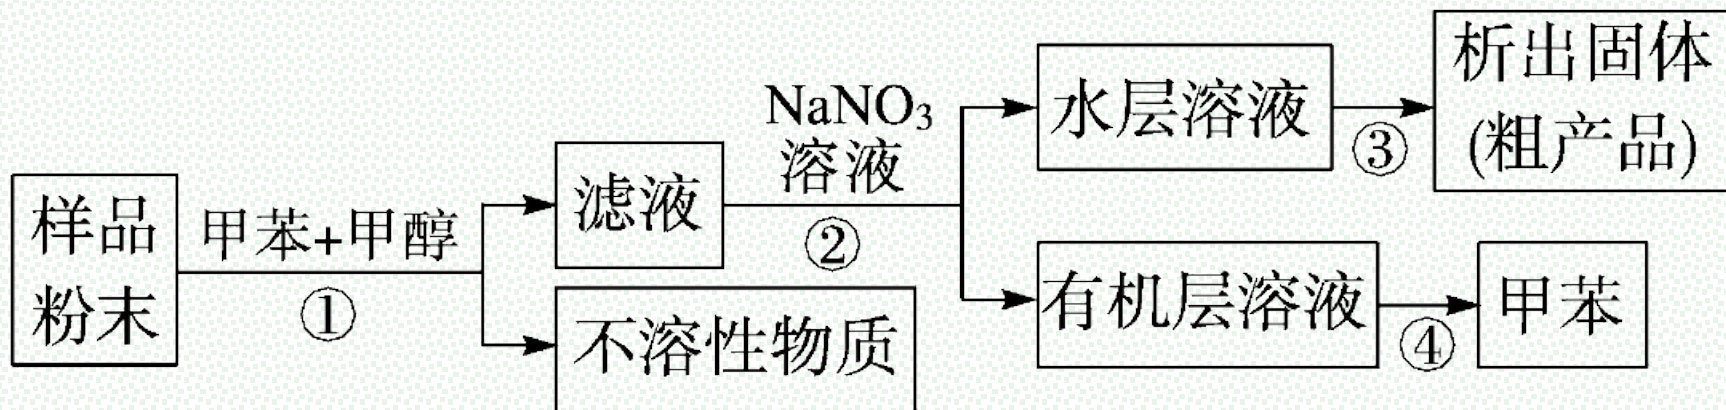 样品
粉末
甲苯+甲醇
①
滤液
不溶性物质
NaNO₃
溶液
②
水层溶液
③
析出固体
(粗产品)
有机层溶液
④
甲苯